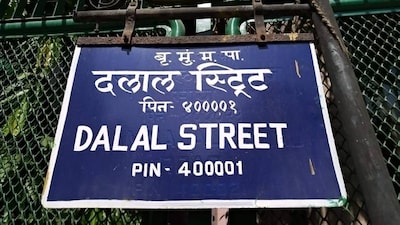 बृ. मुं. म. पा.
दलाल स्ट्रिट
पिन- ४००००१
DALAL STREET
PIN - 400001